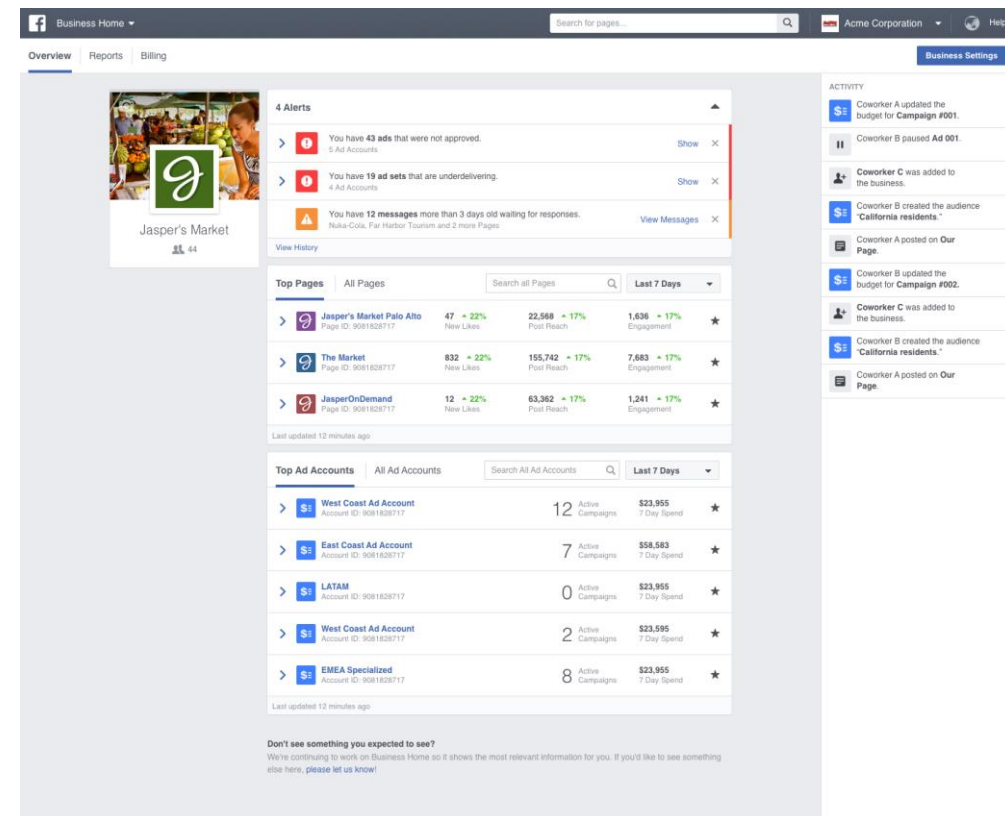 Business Home
Search for pages...
Acme Corporation
Help
Overview
Reports
Billing
Business Settings
Jasper's Market
44
4 Alerts
You have 43 ads that were not approved.
5 Ad Accounts
Show
You have 19 ad sets that are underdelivering.
4 Ad Accounts
Show
You have 12 messages more than 3 days old waiting for responses.
Nuka-Cola, Far Harbor Tourism and 2 more Pages
View Messages
View History
Top Pages
All Pages
Search all Pages
Last 7 Days
Jasper's Market Palo Alto 47 22% 22,568 17% 1,636 17%
Page ID: 9081828717 New Likes Post Reach Engagement
The Market 832 22% 155,742 17% 7,683 17%
Page ID: 9081828717 New Likes Post Reach Engagement
JasperOnDemand 12 22% 63,362 17% 1,241 17%
Page ID: 9081828717 New Likes Post Reach Engagement
Last updated 12 minutes ago
Top Ad Accounts
All Ad Accounts
Search All Ad Accounts
Last 7 Days
West Coast Ad Account 12 Active $23,955
Account ID: 9081828717 Campaigns 7 Day Spend
East Coast Ad Account 7 Active $58,583
Account ID: 9081828717 Campaigns 7 Day Spend
LATAM 0 Active $23,955
Account ID: 9081828717 Campaigns 7 Day Spend
West Coast Ad Account 2 Active $23,595
Account ID: 9081828717 Campaigns 7 Day Spend
EMEA Specialized 8 Active $23,955
Account ID: 9081828717 Campaigns 7 Day Spend
Last updated 12 minutes ago
Don't see something you expected to see?
We're continuing to work on Business Home so it shows the most relevant information for you. If you'd like to see something
else here, please let us know!
ACTIVITY
Coworker A updated the
budget for Campaign #001.
Coworker B paused Ad 001.
Coworker C was added to
the business.
Coworker B created the audience
"California residents."
Coworker A posted on Our
Page.
Coworker B updated the
budget for Campaign #002.
Coworker C was added to
the business.
Coworker B created the audience
"California residents."
Coworker A posted on Our
Page.